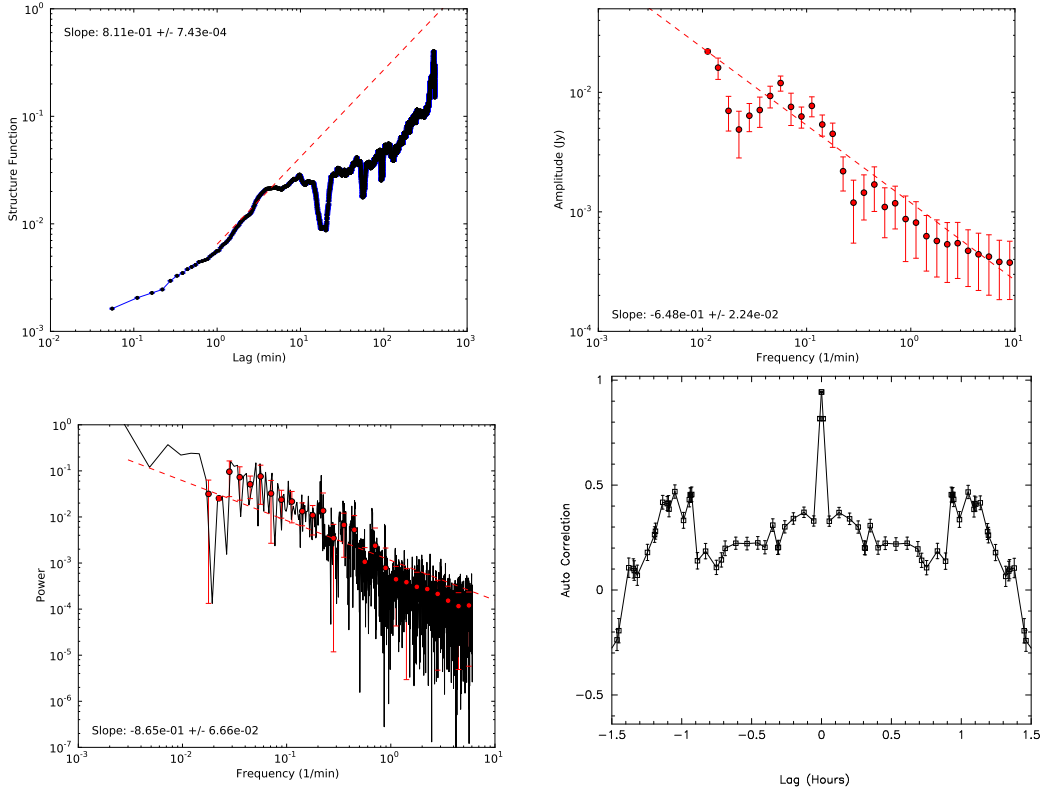 Slope: 8.11e-01 +/- 7.43e-04
Structure Function
10^0
10^-1
10^-2
10^-3
10^-2 10^-1 10^0 10^1 10^2 10^3
Lag (min)
Amplitude (Jy)
10^-2
10^-3
10^-4
Slope: -6.48e-01 +/- 2.24e-02
10^-3 10^-2 10^-1 10^0 10^1
Frequency (1/min)
Power
10^0
10^-1
10^-2
10^-3
10^-4
10^-5
10^-6
10^-7
Slope: -8.65e-01 +/- 6.66e-02
10^-3 10^-2 10^-1 10^0 10^1
Frequency (1/min)
Auto Correlation
1
0.5
0
−0.5
−1.5 −1 −0.5 0 0.5 1 1.5
Lag (Hours)